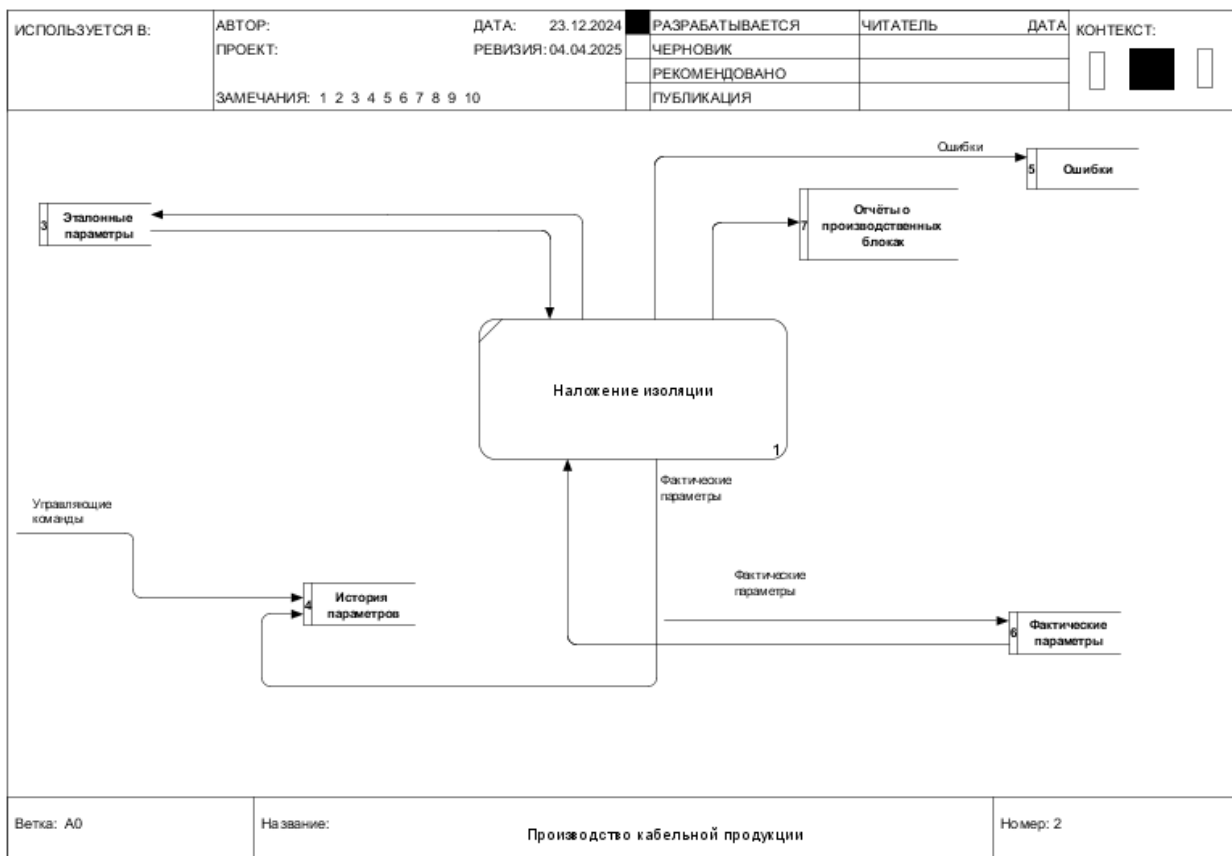 ИСПОЛЬЗУЕТСЯ В:
АВТОР:
ДАТА: 23.12.2024
ПРОЕКТ:
РЕВИЗИЯ: 04.04.2025
ЗАМЕЧАНИЯ: 1 2 3 4 5 6 7 8 9 10
РАЗРАБАТЫВАЕТСЯ
ЧЕРНОВИК
РЕКОМЕНДОВАНО
ПУБЛИКАЦИЯ
ЧИТАТЕЛЬ
ДАТА
КОНТЕКСТ:
Ошибки
5
Ошибки
3
Эталонные
параметры
7
Отчёты о
производственных
блоках
Наложение изоляции
1
Фактические
параметры
Управляющие
команды
4
История
параметров
Фактические
параметры
6
Фактические
параметры
Ветка: A0
Название:
Производство кабельной продукции
Номер: 2